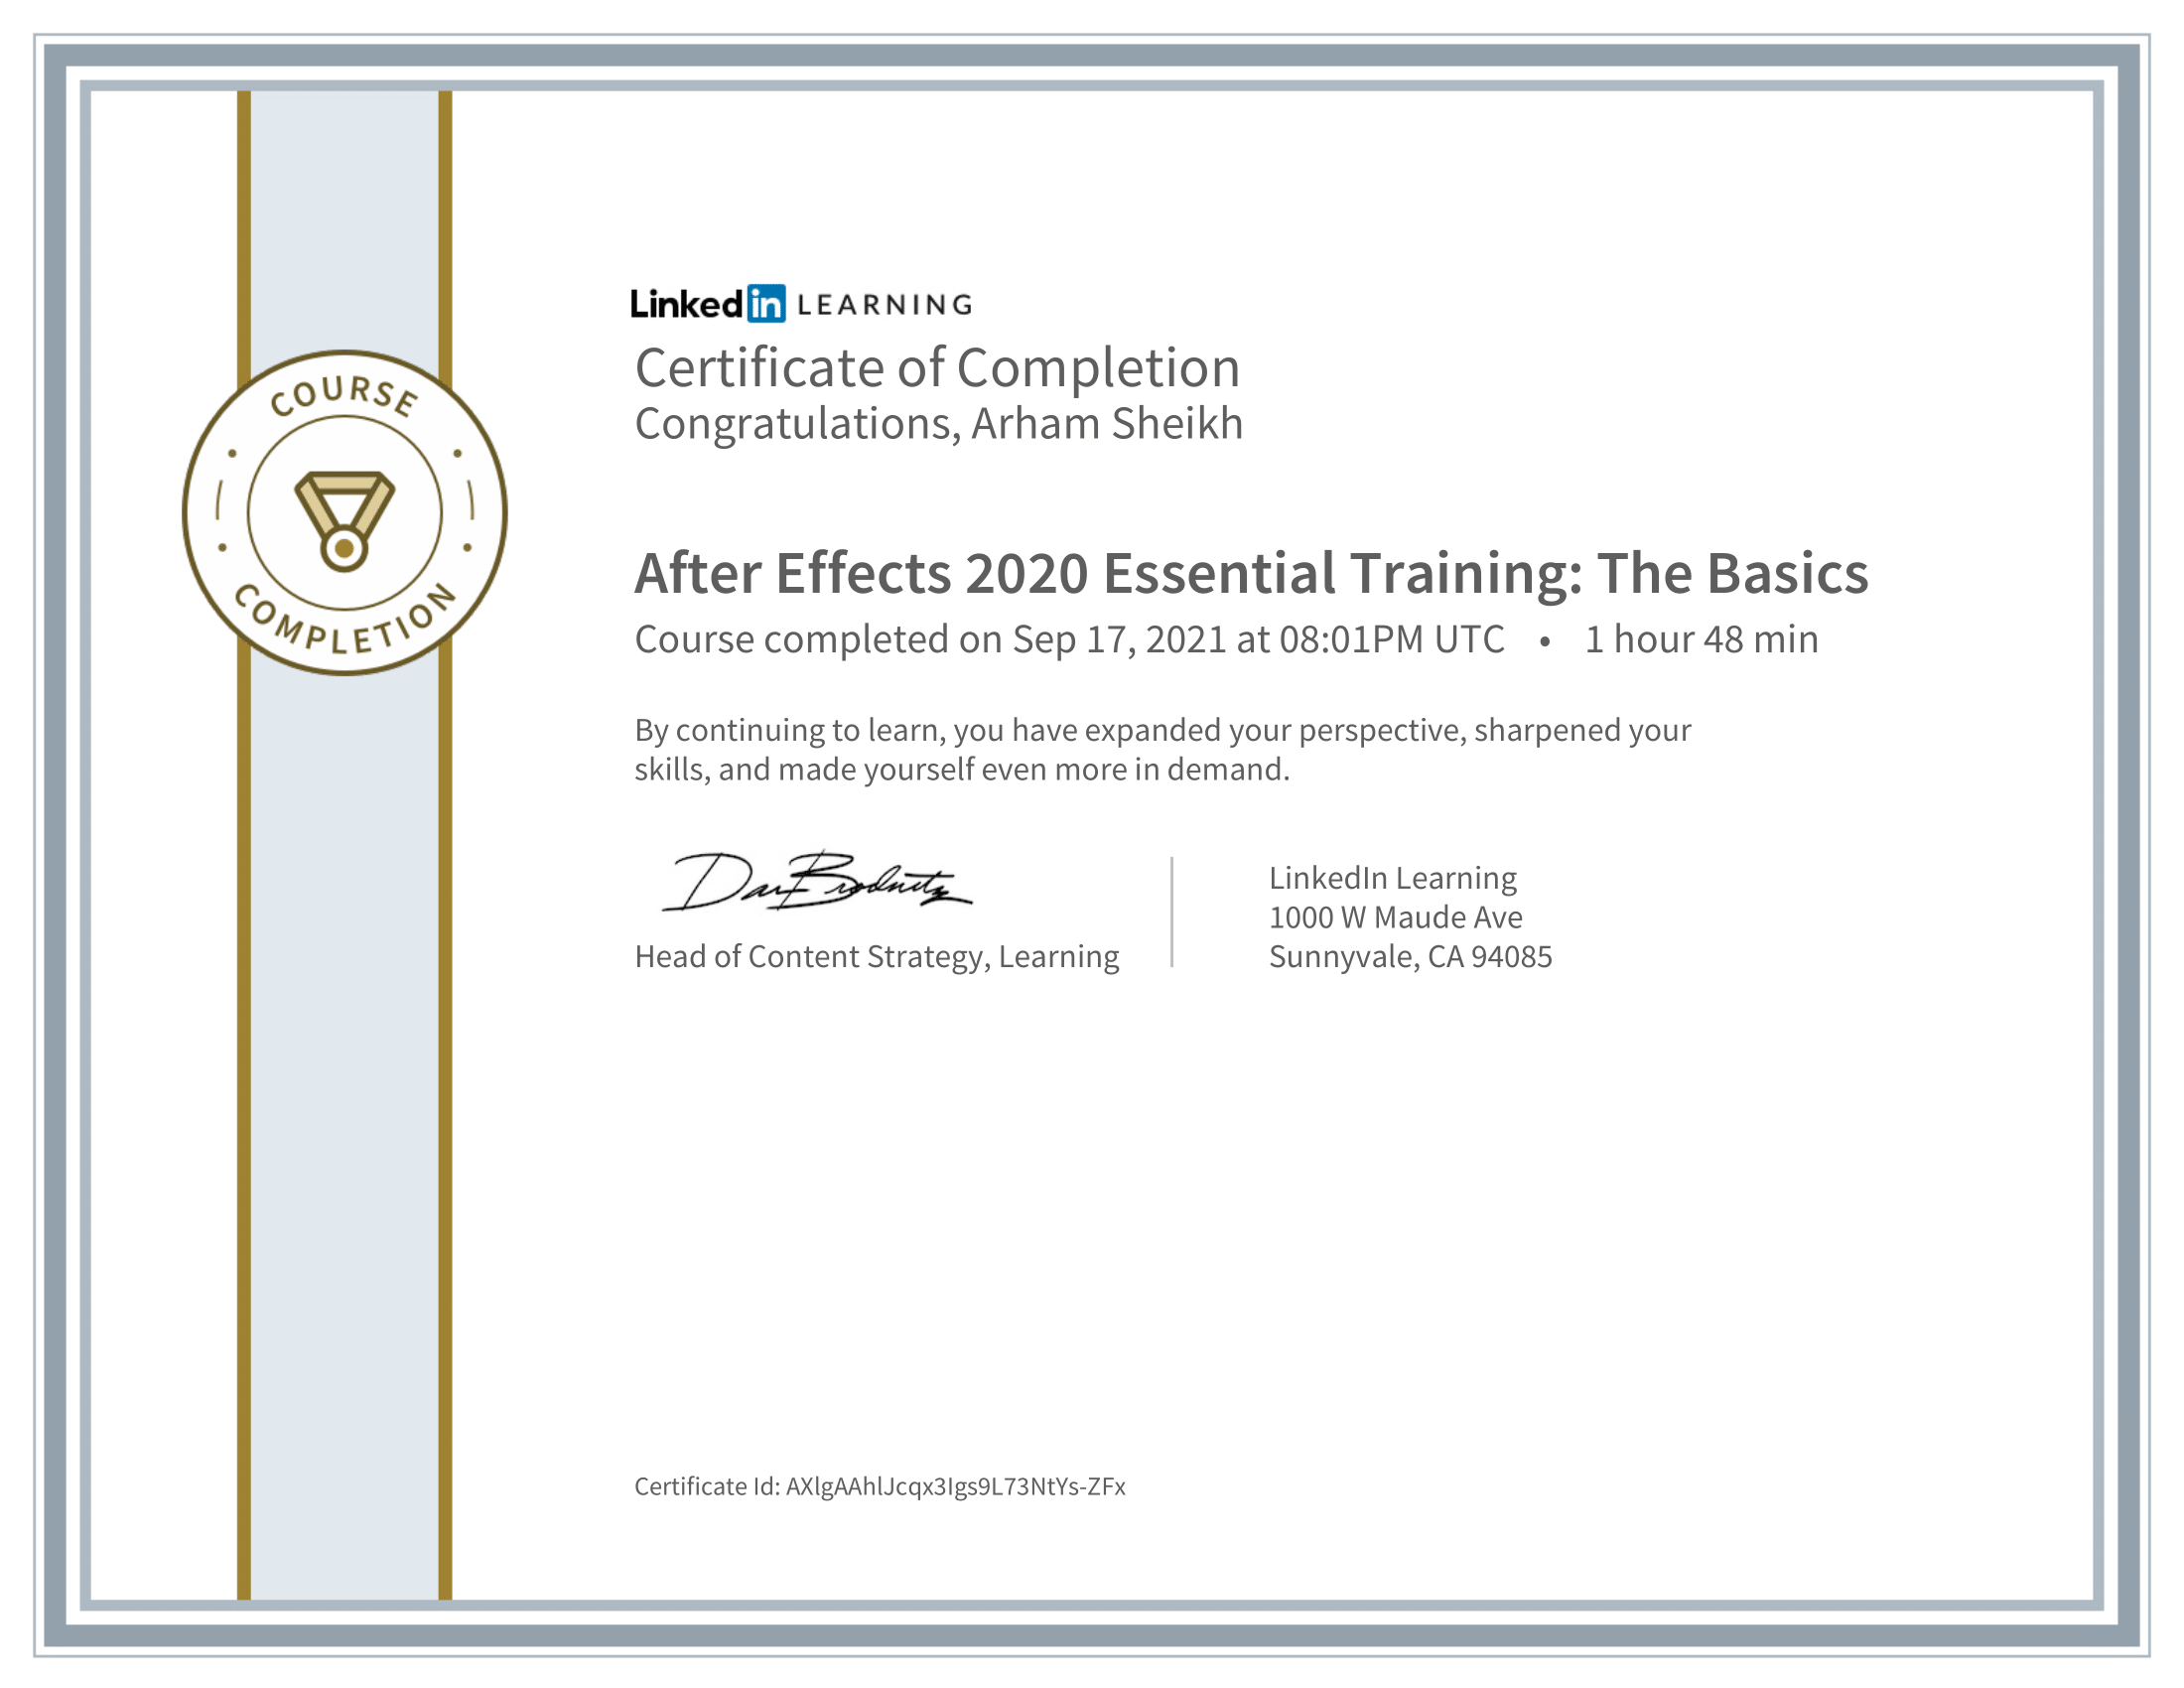 COURSE
COMPLETION
Linked in LEARNING
Certificate of Completion
Congratulations, Arham Sheikh
After Effects 2020 Essential Training: The Basics
Course completed on Sep 17, 2021 at 08:01PM UTC • 1 hour 48 min
By continuing to learn, you have expanded your perspective, sharpened your
skills, and made yourself even more in demand.
Dan Brodnitz
Head of Content Strategy, Learning
LinkedIn Learning
1000 W Maude Ave
Sunnyvale, CA 94085
Certificate Id: AXlgAAhlJcqx3Igs9L73NtYs-ZFx